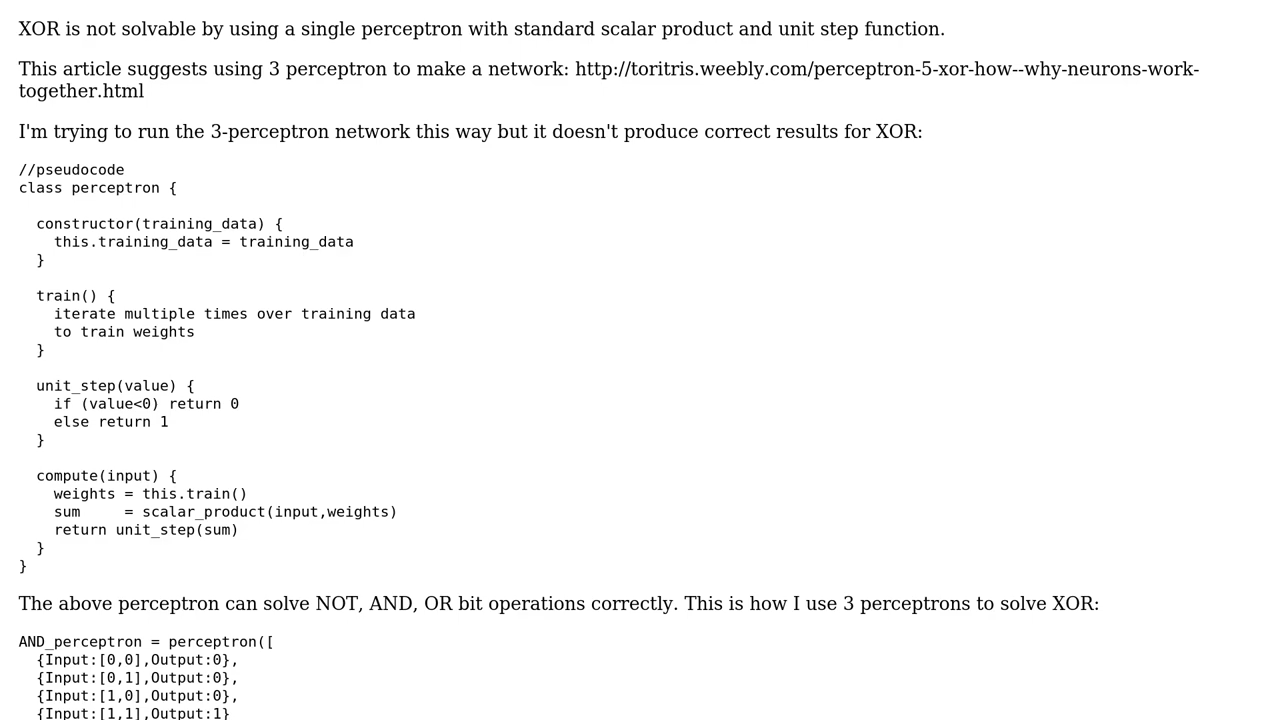 XOR is not solvable by using a single perceptron with standard scalar product and unit step function.
This article suggests using 3 perceptron to make a network: http://toritris.weebly.com/perceptron-5-xor-how--why-neurons-work-
together.html
I'm trying to run the 3-perceptron network this way but it doesn't produce correct results for XOR:
//pseudocode
class perceptron {
  constructor(training_data) {
    this.training_data = training_data
  }
  train() {
    iterate multiple times over training data
    to train weights
  }
  unit_step(value) {
    if (value<0) return 0
    else return 1
  }
  compute(input) {
    weights = this.train()
    sum     = scalar_product(input,weights)
    return unit_step(sum)
  }
}
The above perceptron can solve NOT, AND, OR bit operations correctly. This is how I use 3 perceptrons to solve XOR:
AND_perceptron = perceptron([
  {Input:[0,0],Output:0},
  {Input:[0,1],Output:0},
  {Input:[1,0],Output:0},
  {Input:[1,1],Output:1}